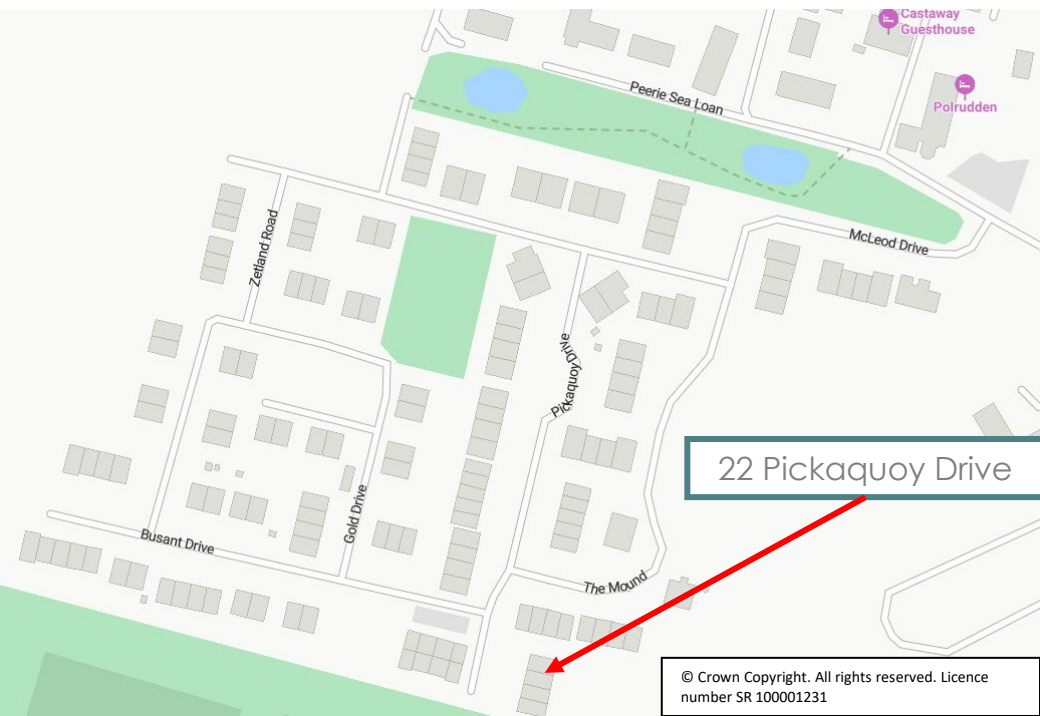 Castaway
Guesthouse
Peerie Sea Loan
Polrudden
McLeod Drive
Zetland Road
Pickaquoy Drive
22 Pickaquoy Drive
Gold Drive
Busant Drive
The Mound
© Crown Copyright. All rights reserved. Licence
number SR 100001231